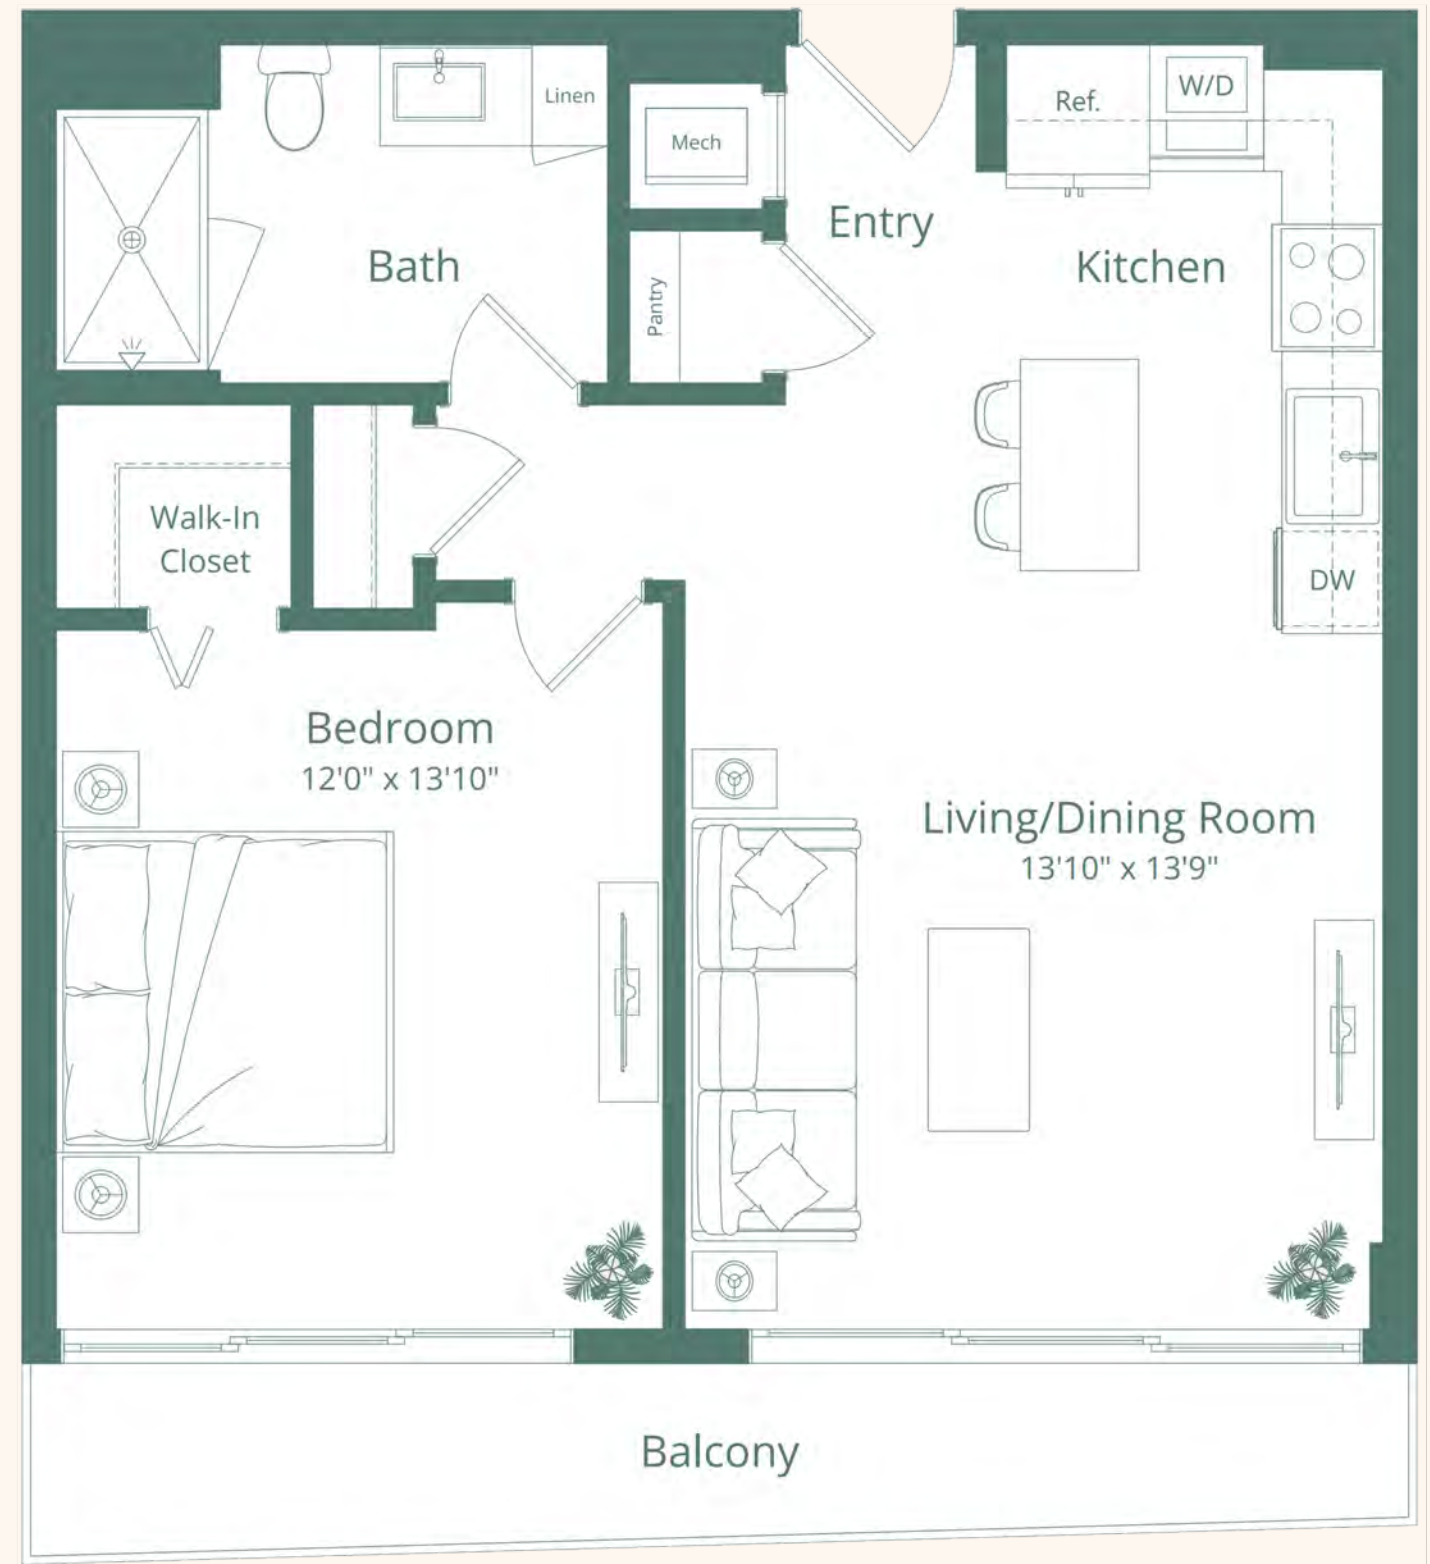 Linen
W/D
Ref.
Mech
Entry
Bath
Kitchen
Pantry
Walk-In
Closet
DW
Bedroom
12'0" x 13'10"
Living/Dining Room
13'10" x 13'9"
Balcony